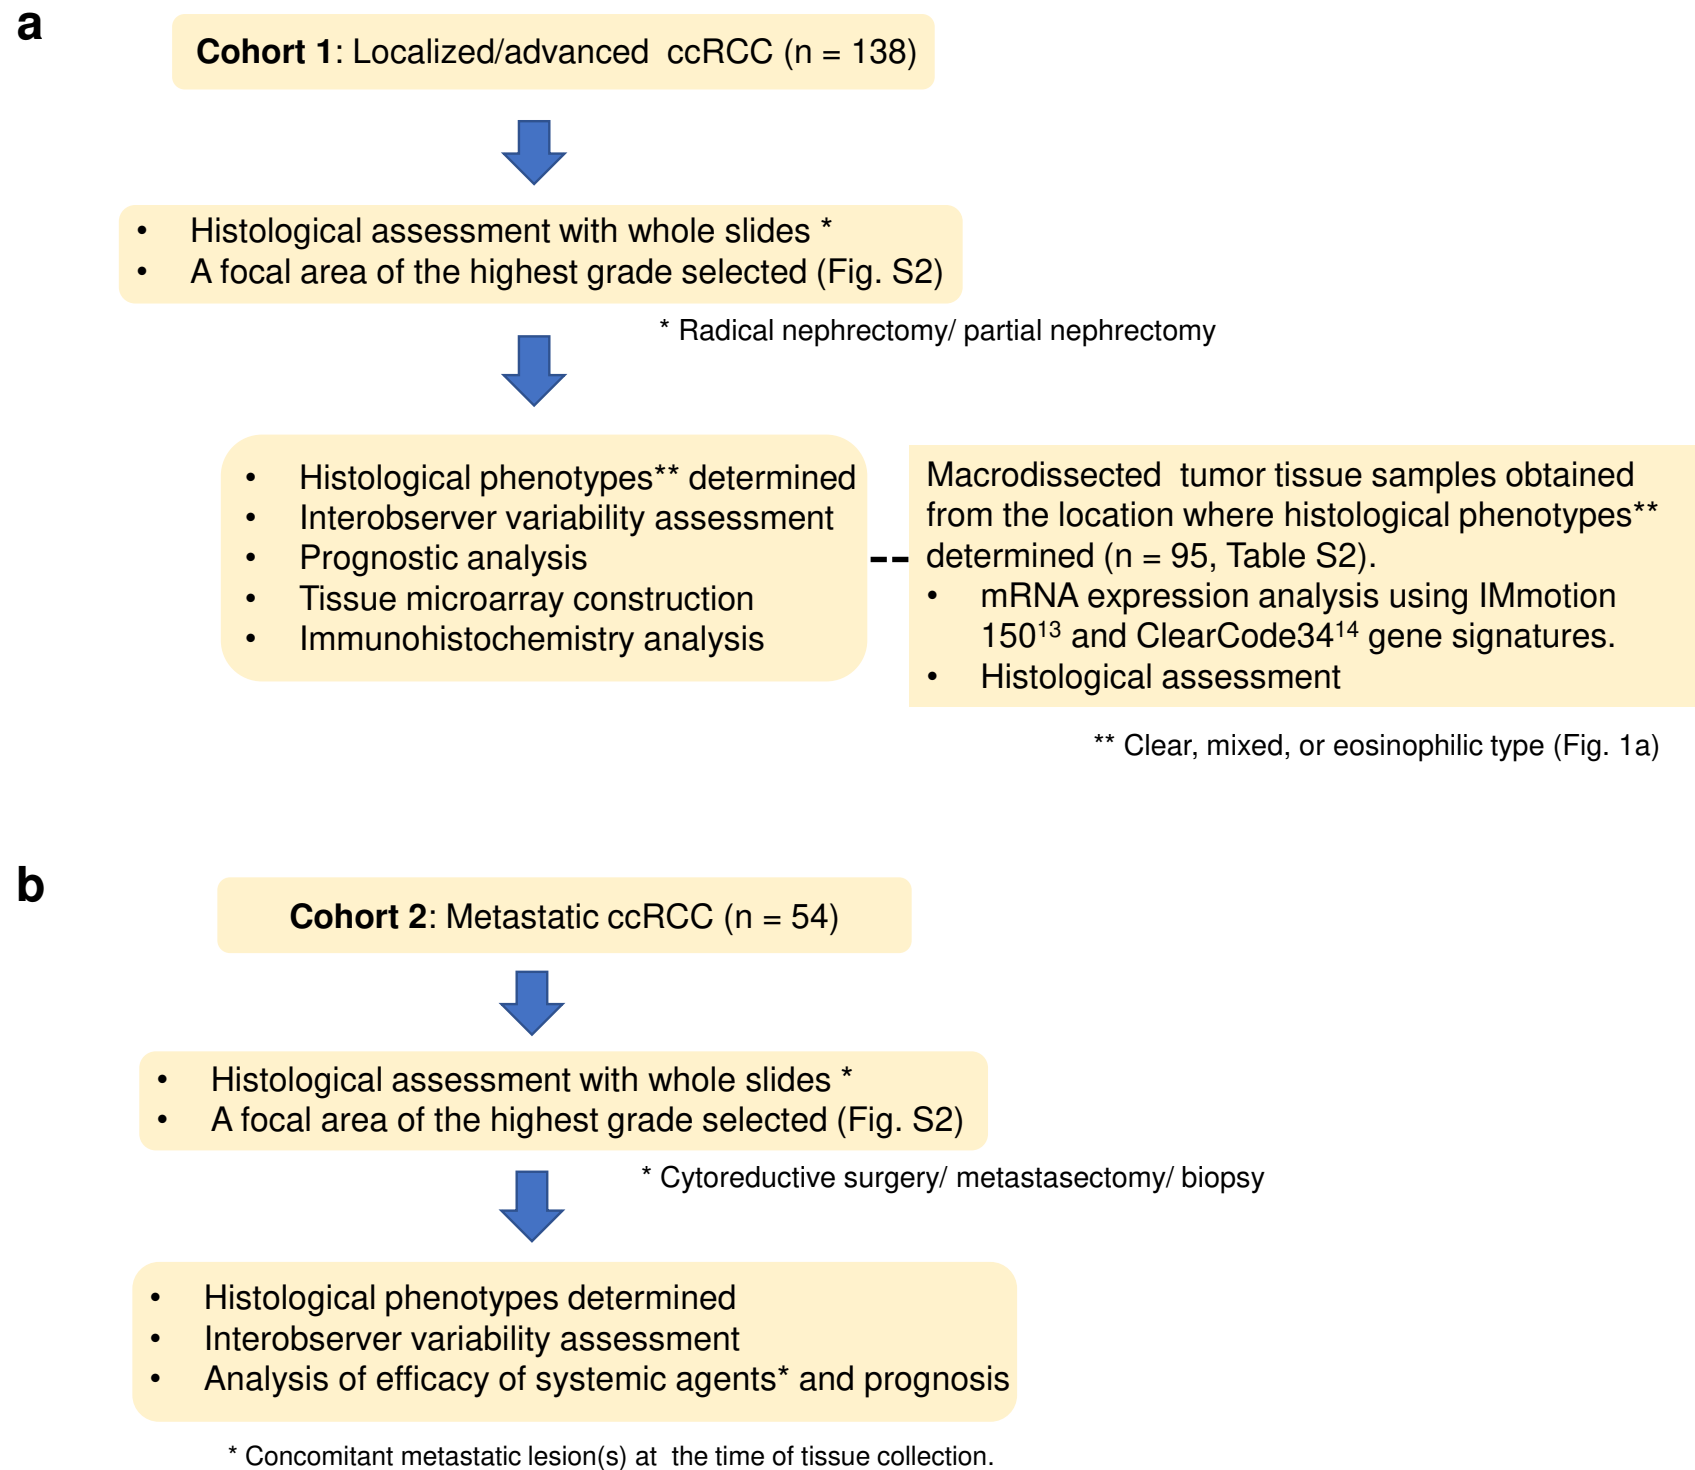 a
Cohort 1: Localized/advanced ccRCC (n = 138)
• Histological assessment with whole slides *
• A focal area of the highest grade selected (Fig. S2)
* Radical nephrectomy/ partial nephrectomy
• Histological phenotypes** determined
• Interobserver variability assessment
• Prognostic analysis
• Tissue microarray construction
• Immunohistochemistry analysis
Macrodissected tumor tissue samples obtained
from the location where histological phenotypes**
determined (n = 95, Table S2).
• mRNA expression analysis using IMmotion
150¹³ and ClearCode34¹⁴ gene signatures.
• Histological assessment
** Clear, mixed, or eosinophilic type (Fig. 1a)
b
Cohort 2: Metastatic ccRCC (n = 54)
• Histological assessment with whole slides *
• A focal area of the highest grade selected (Fig. S2)
* Cytoreductive surgery/ metastasectomy/ biopsy
• Histological phenotypes determined
• Interobserver variability assessment
• Analysis of efficacy of systemic agents* and prognosis
* Concomitant metastatic lesion(s) at the time of tissue collection.